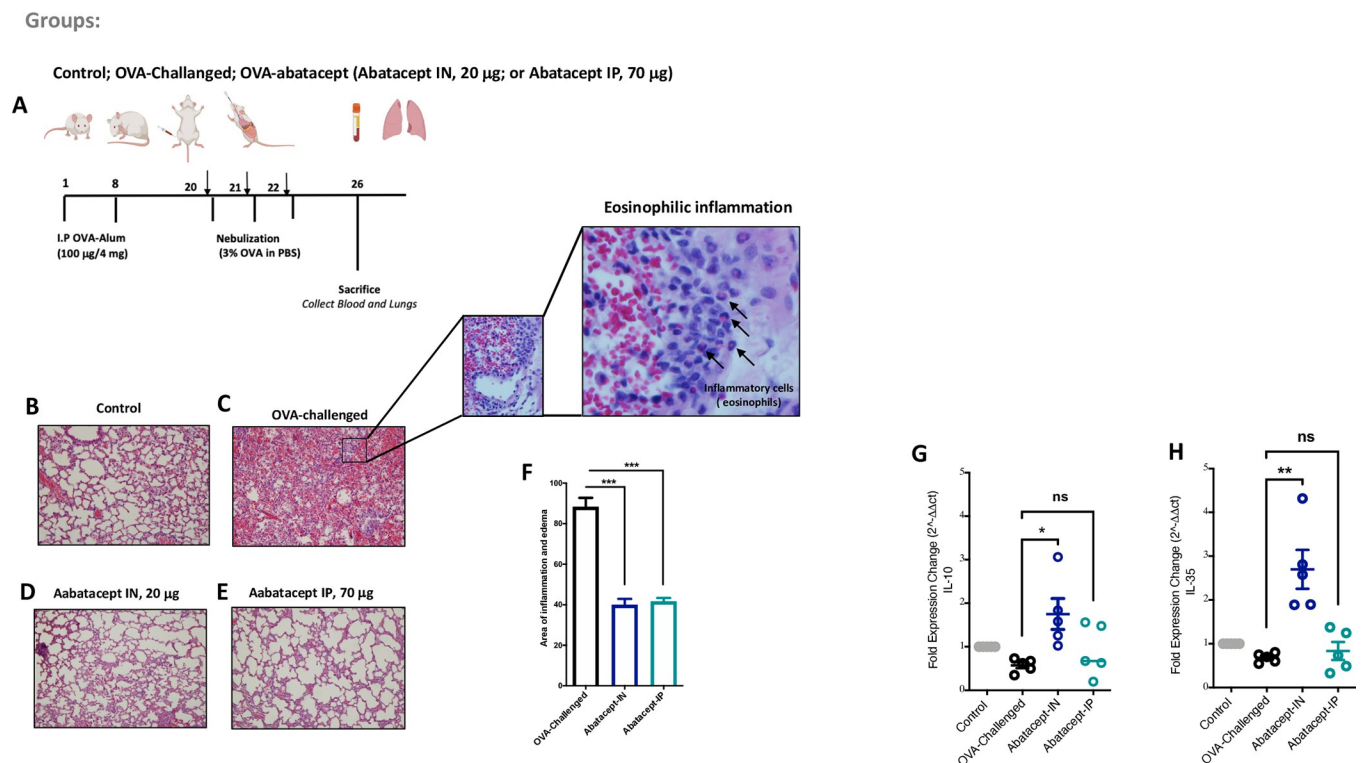 Groups:
Control; OVA-Challanged; OVA-abatacept (Abatacept IN, 20 µg; or Abatacept IP, 70 µg)
A
1
8
20
21
22
26
I.P OVA-Alum
(100 µg/4 mg)
Nebulization
(3% OVA in PBS)
Sacrifice
Collect Blood and Lungs
Eosinophilic inflammation
Inflammatory cells
( eosinophils)
B
Control
C
OVA-challenged
D
Aabatacept IN, 20 µg
E
Aabatacept IP, 70 µg
F
***
***
Area of inflammation and edema
100
80
60
40
20
0
OVA-Challenged
Abatacept-IN
Abatacept-IP
G
Fold Expression Change (2^-ΔΔct)
IL-10
5
4
3
2
1
0
ns
*
Control
OVA-Challenged
Abatacept-IN
Abatacept-IP
H
Fold Expression Change (2^-ΔΔct)
IL-35
5
4
3
2
1
0
ns
**
Control
OVA-Challenged
Abatacept-IN
Abatacept-IP